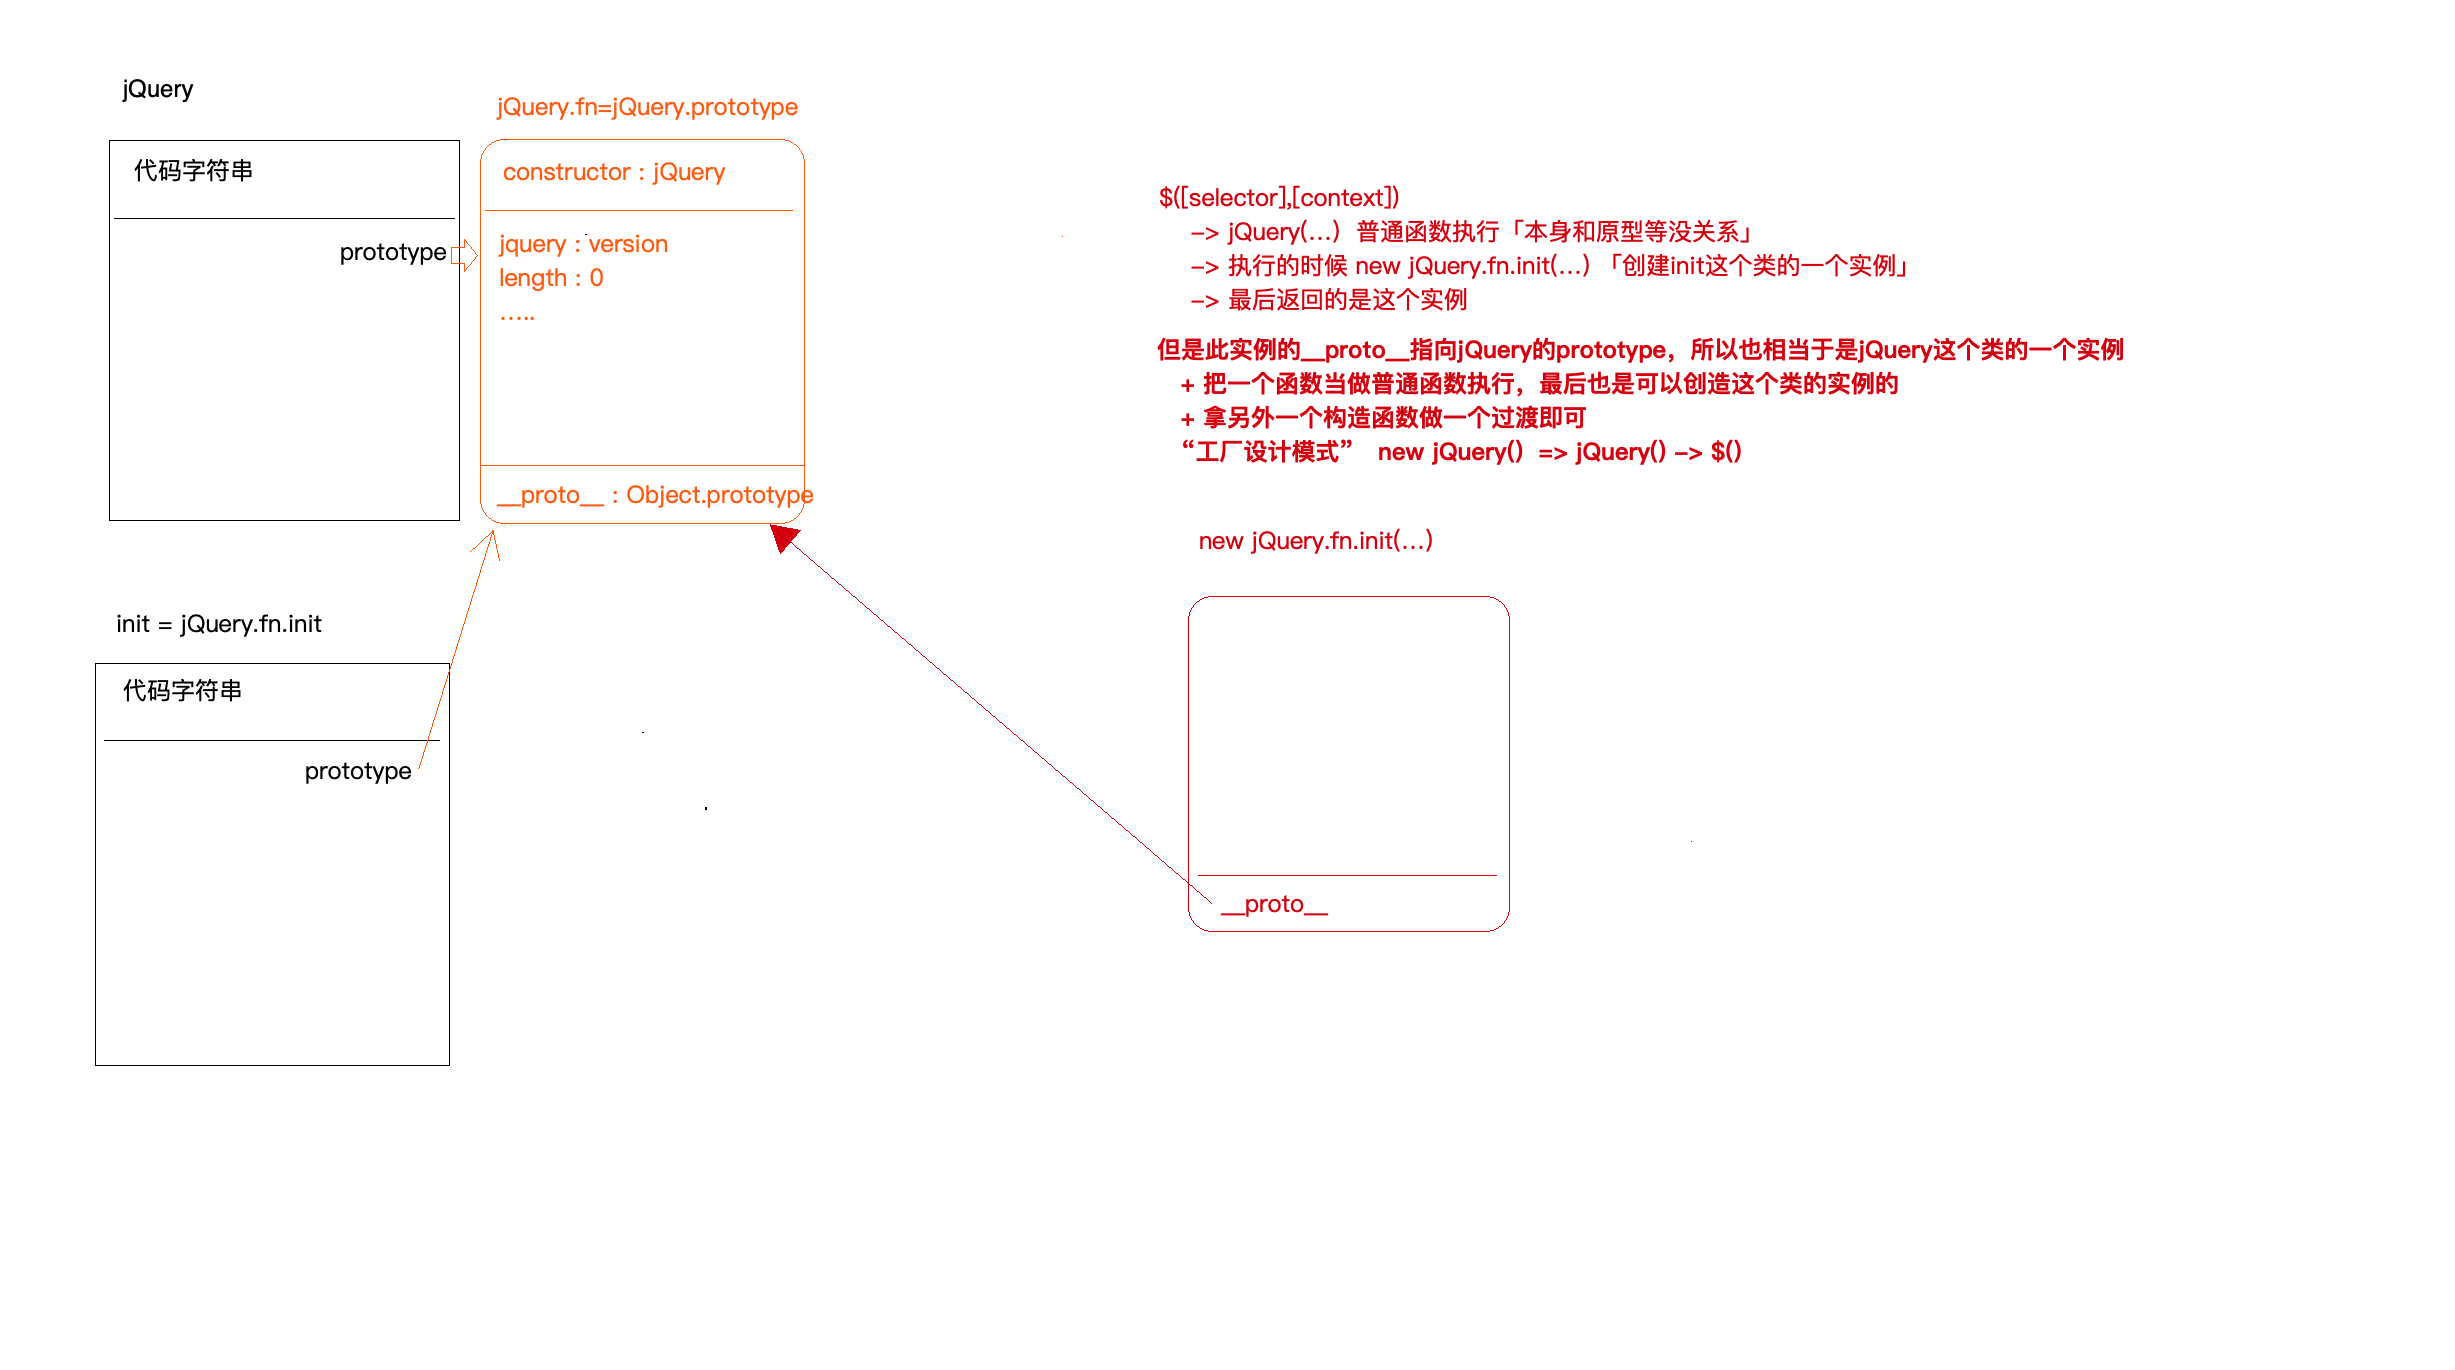 jQuery
jQuery.fn=jQuery.prototype
代码字符串
constructor : jQuery
prototype
jquery : version
length : 0
…..
__proto__ : Object.prototype
$([selector],[context])
-> jQuery(...) 普通函数执行「本身和原型等没关系」
-> 执行的时候 new jQuery.fn.init(...) 「创建init这个类的一个实例」
-> 最后返回的是这个实例
但是此实例的__proto__指向jQuery的prototype，所以也相当于是jQuery这个类的一个实例
+ 把一个函数当做普通函数执行，最后也是可以创造这个类的实例的
+ 拿另外一个构造函数做一个过渡即可
“工厂设计模式” new jQuery() => jQuery() -> $()
new jQuery.fn.init(...)
__proto__
init = jQuery.fn.init
代码字符串
prototype